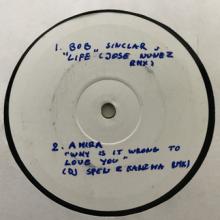 1. BOB SINCLAR,
"LIFE" (JOSE NUNEZ
RMX)
2. AMIRA
"WHY IS IT WRONG TO
LOVE YOU"
(DJ SPEN & KARIZMA RMX)